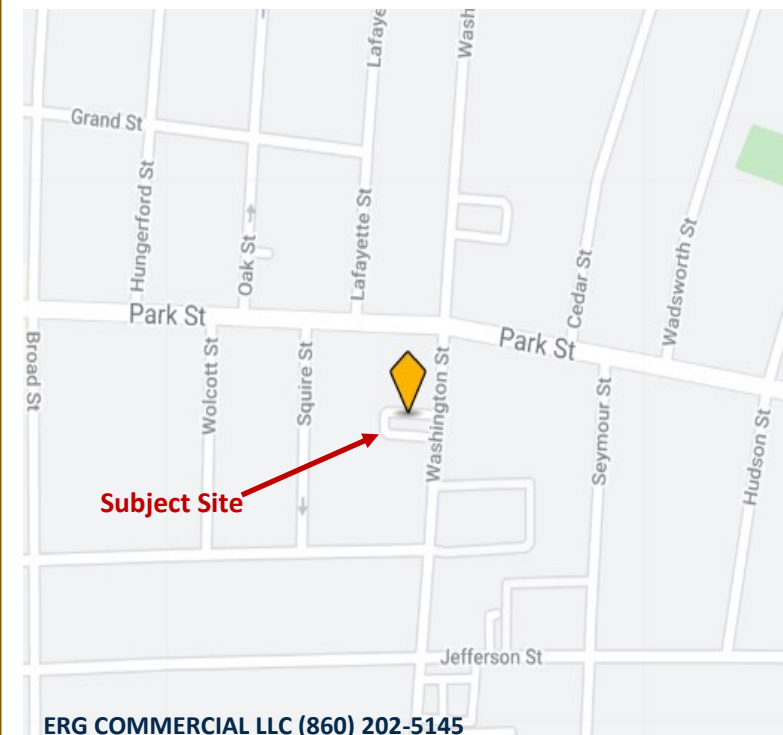 Lafaye
Wash
Grand St
Hungerford St
Oak St
Lafayette St
Cedar St
Wadsworth St
Park St
Park St
Broad St
Wolcott St
Squire St
Washington St
Seymour St
Hudson St
Subject Site
Jefferson St
ERG COMMERCIAL LLC (860) 202-5145